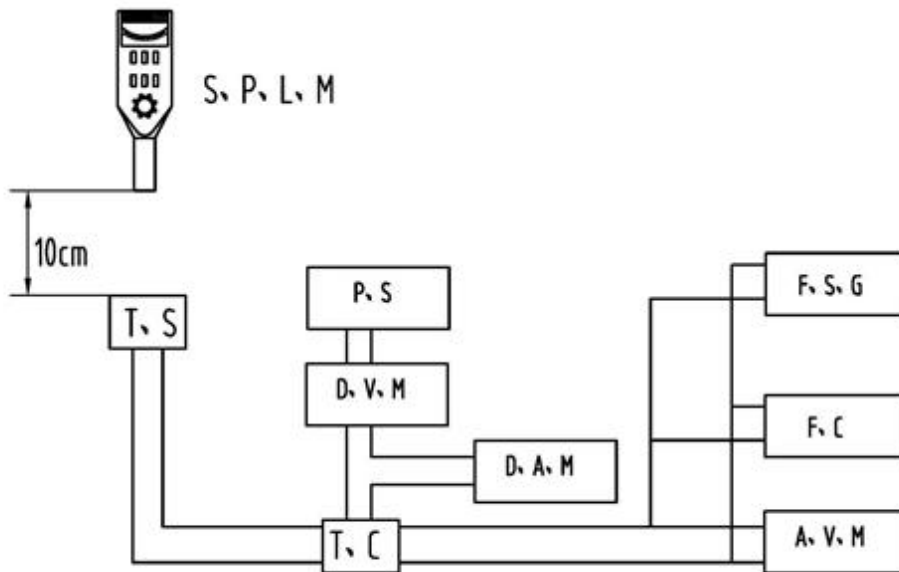 S、P、L、M
10cm
T、S
P、S
F、S、G
D、V、M
F、C
D、A、M
T、C
A、V、M